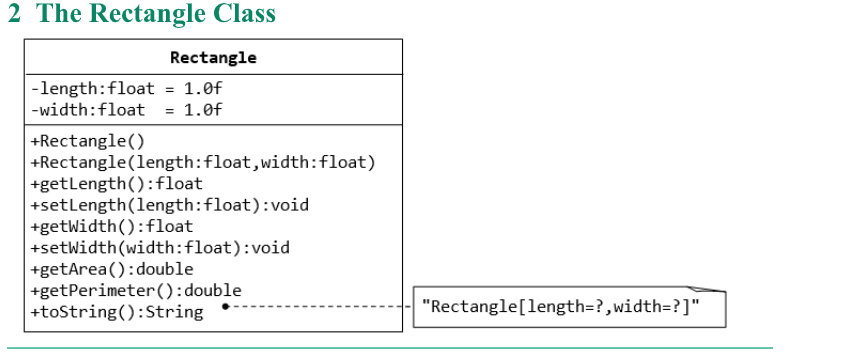 2 The Rectangle Class
Rectangle
-length:float = 1.0f
-width:float = 1.0f
+Rectangle()
+Rectangle(length:float,width:float)
+getLength():float
+setLength(length:float):void
+getWidth():float
+setWidth(width:float):void
+getArea():double
+getPerimeter():double
+toString():String
"Rectangle[length=?,width=?]"